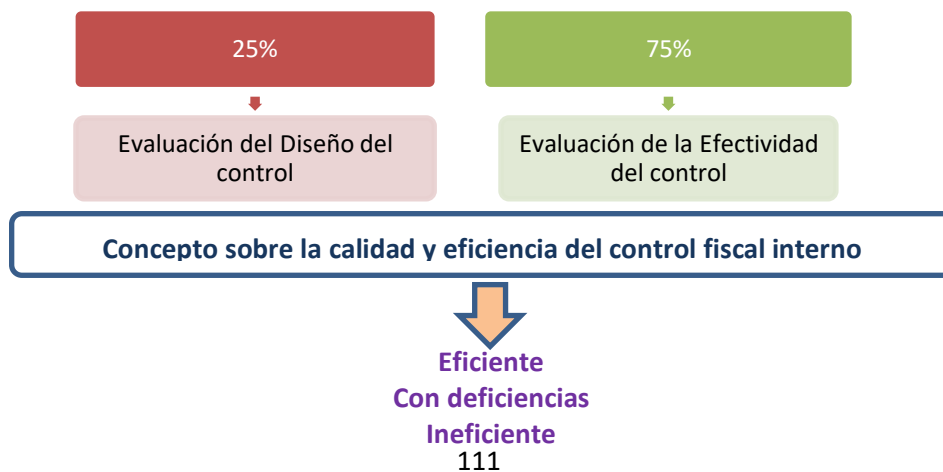 25%
75%
Evaluación del Diseño del
control
Evaluación de la Efectividad
del control
Concepto sobre la calidad y eficiencia del control fiscal interno
Eficiente
Con deficiencias
Ineficiente
111